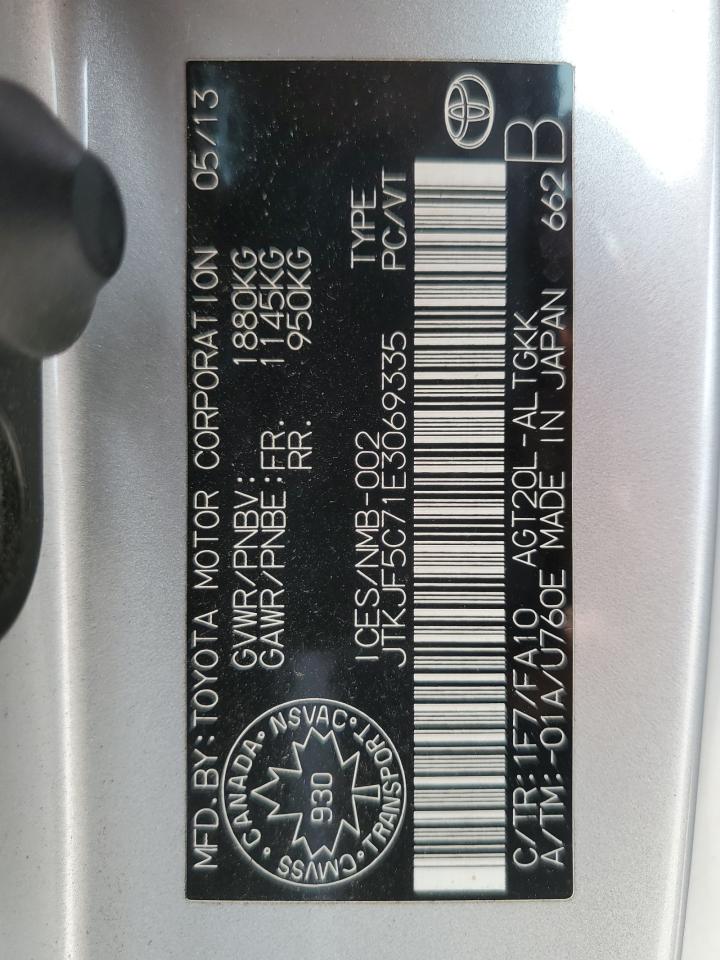 MFD. BY: TOYOTA MOTOR CORPORATION 05/13
GVWR/PNBV: 1880KG
GAWR/PNBE: FR. 1145KG
RR. 950KG
CANADA • NSVAC • TRANSPORT • CMVSS •
930
ICES/NMB-002 TYPE
JTKJF5C71E3069335 PC/VT
C/TR: 1F7/FA10 AGT20L-ALTGKK 662 B
A/TM: -01A/U760E MADE IN JAPAN